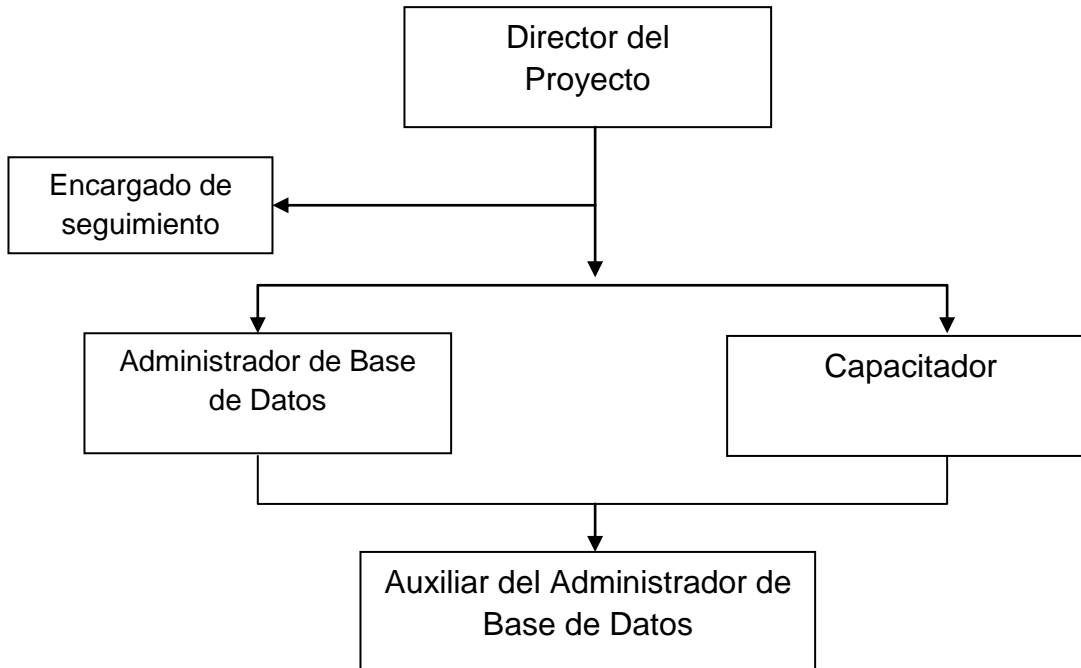 Director del
Proyecto
Encargado de
seguimiento
Administrador de Base
de Datos
Capacitador
Auxiliar del Administrador de
Base de Datos